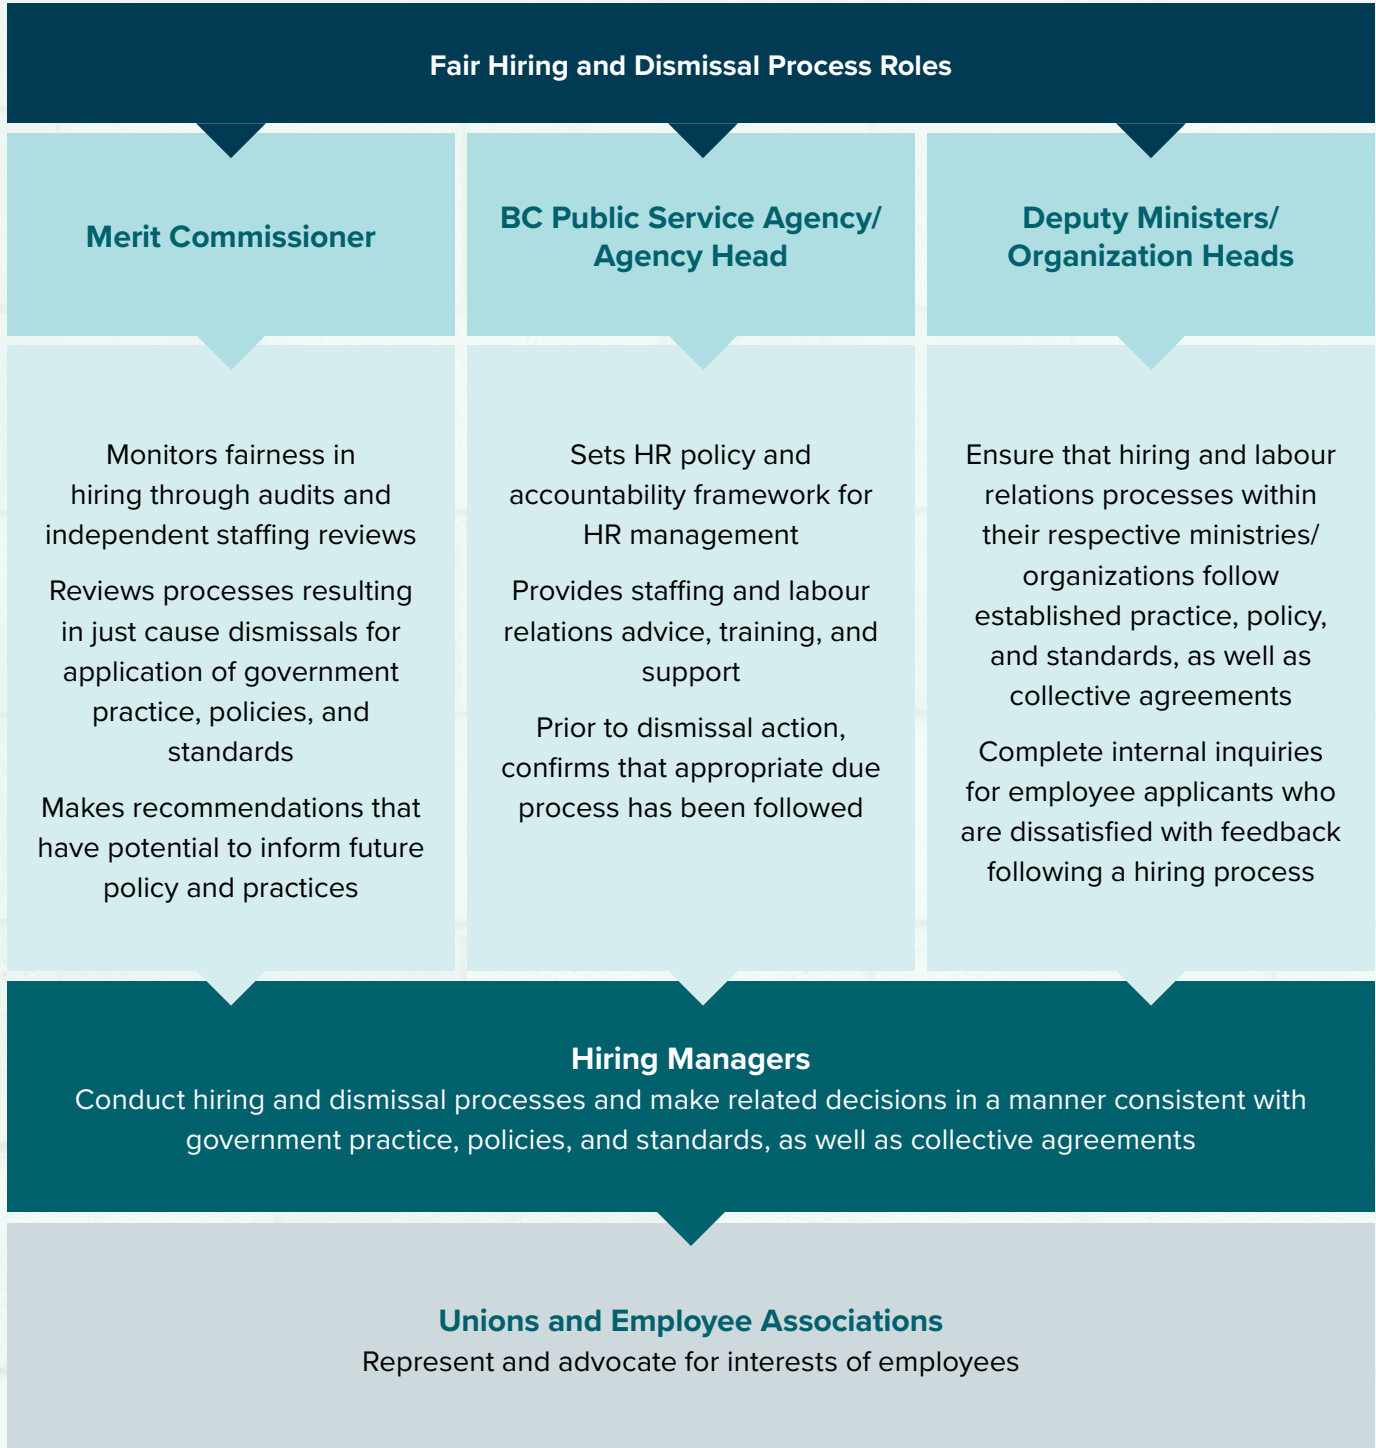 Fair Hiring and Dismissal Process Roles
Merit Commissioner
BC Public Service Agency/
Agency Head
Deputy Ministers/
Organization Heads
Monitors fairness in
hiring through audits and
independent staffing reviews
Reviews processes resulting
in just cause dismissals for
application of government
practice, policies, and
standards
Makes recommendations that
have potential to inform future
policy and practices
Sets HR policy and
accountability framework for
HR management
Provides staffing and labour
relations advice, training, and
support
Prior to dismissal action,
confirms that appropriate due
process has been followed
Ensure that hiring and labour
relations processes within
their respective ministries/
organizations follow
established practice, policy,
and standards, as well as
collective agreements
Complete internal inquiries
for employee applicants who
are dissatisfied with feedback
following a hiring process
Hiring Managers
Conduct hiring and dismissal processes and make related decisions in a manner consistent with
government practice, policies, and standards, as well as collective agreements
Unions and Employee Associations
Represent and advocate for interests of employees